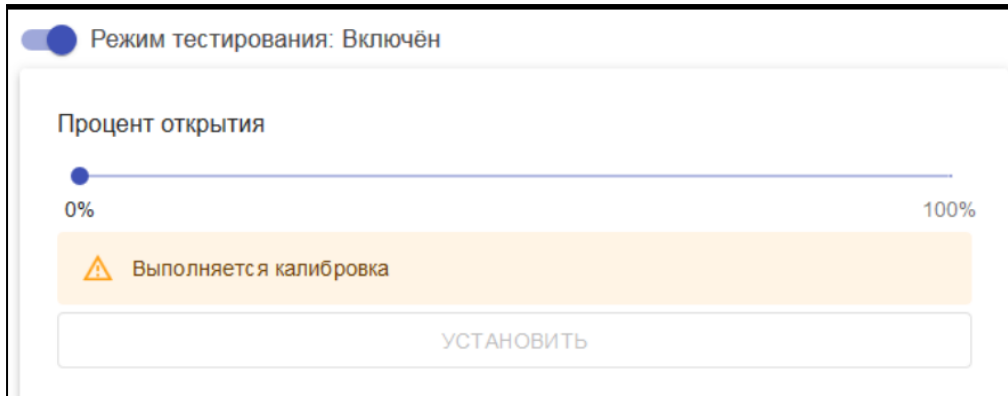 Режим тестирования: Включён
Процент открытия
0% 100%
Выполняется калибровка
УСТАНОВИТЬ